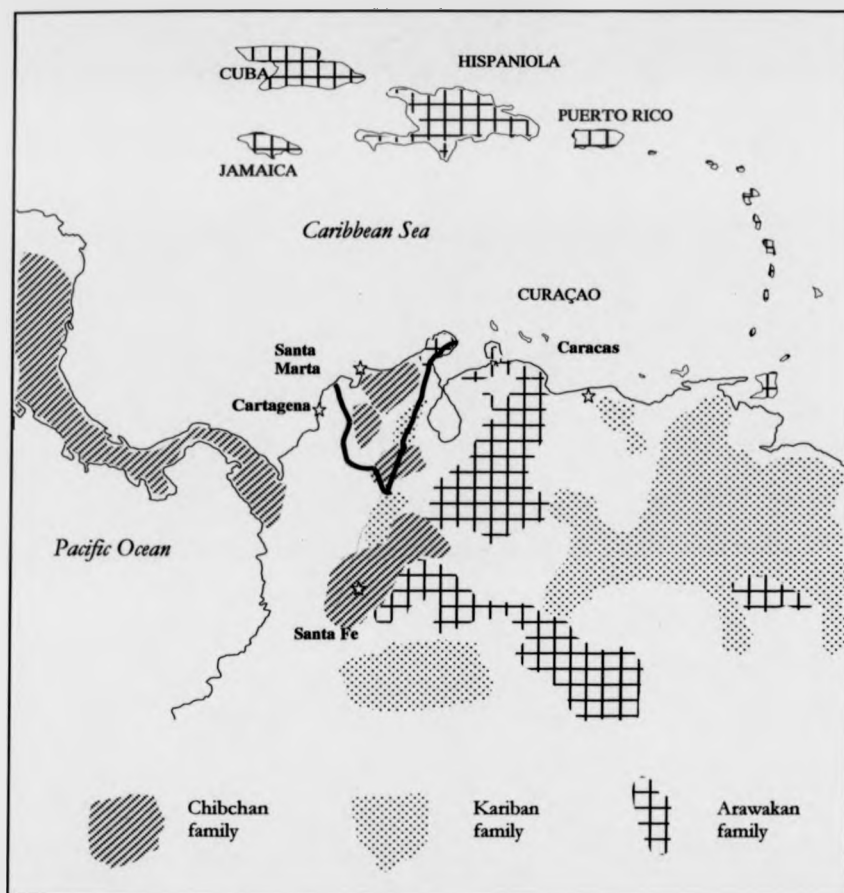 CUBA
HISPANIOLA
PUERTO RICO
JAMAICA
Caribbean Sea
CURAÇAO
Santa
Marta
Caracas
Cartagena
Pacific Ocean
Santa Fe
Chibchan
family
Kariban
family
Arawakan
family